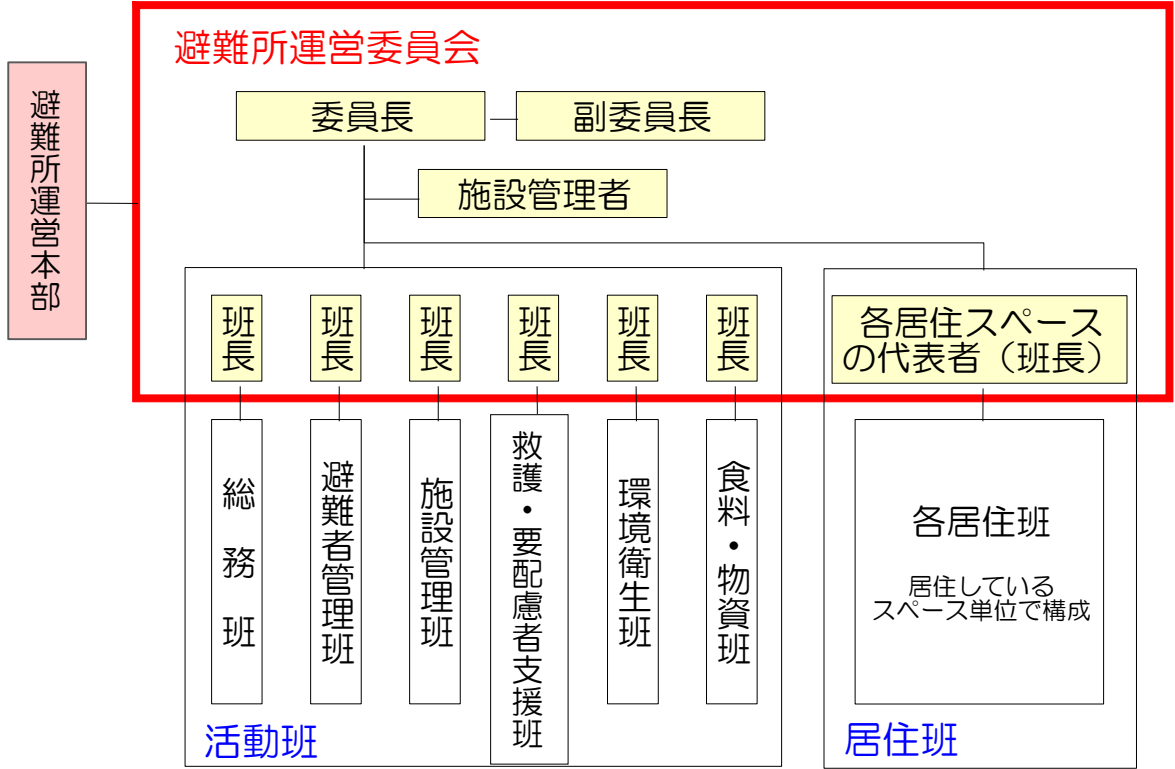 避難所運営委員会
避難所運営本部
委員長
副委員長
施設管理者
班長
班長
班長
班長
班長
班長
各居住スペース
の代表者（班長）
総務班
避難者管理班
施設管理班
救護・要配慮者支援班
環境衛生班
食料・物資班
各居住班
居住している
スペース単位で構成
活動班
居住班